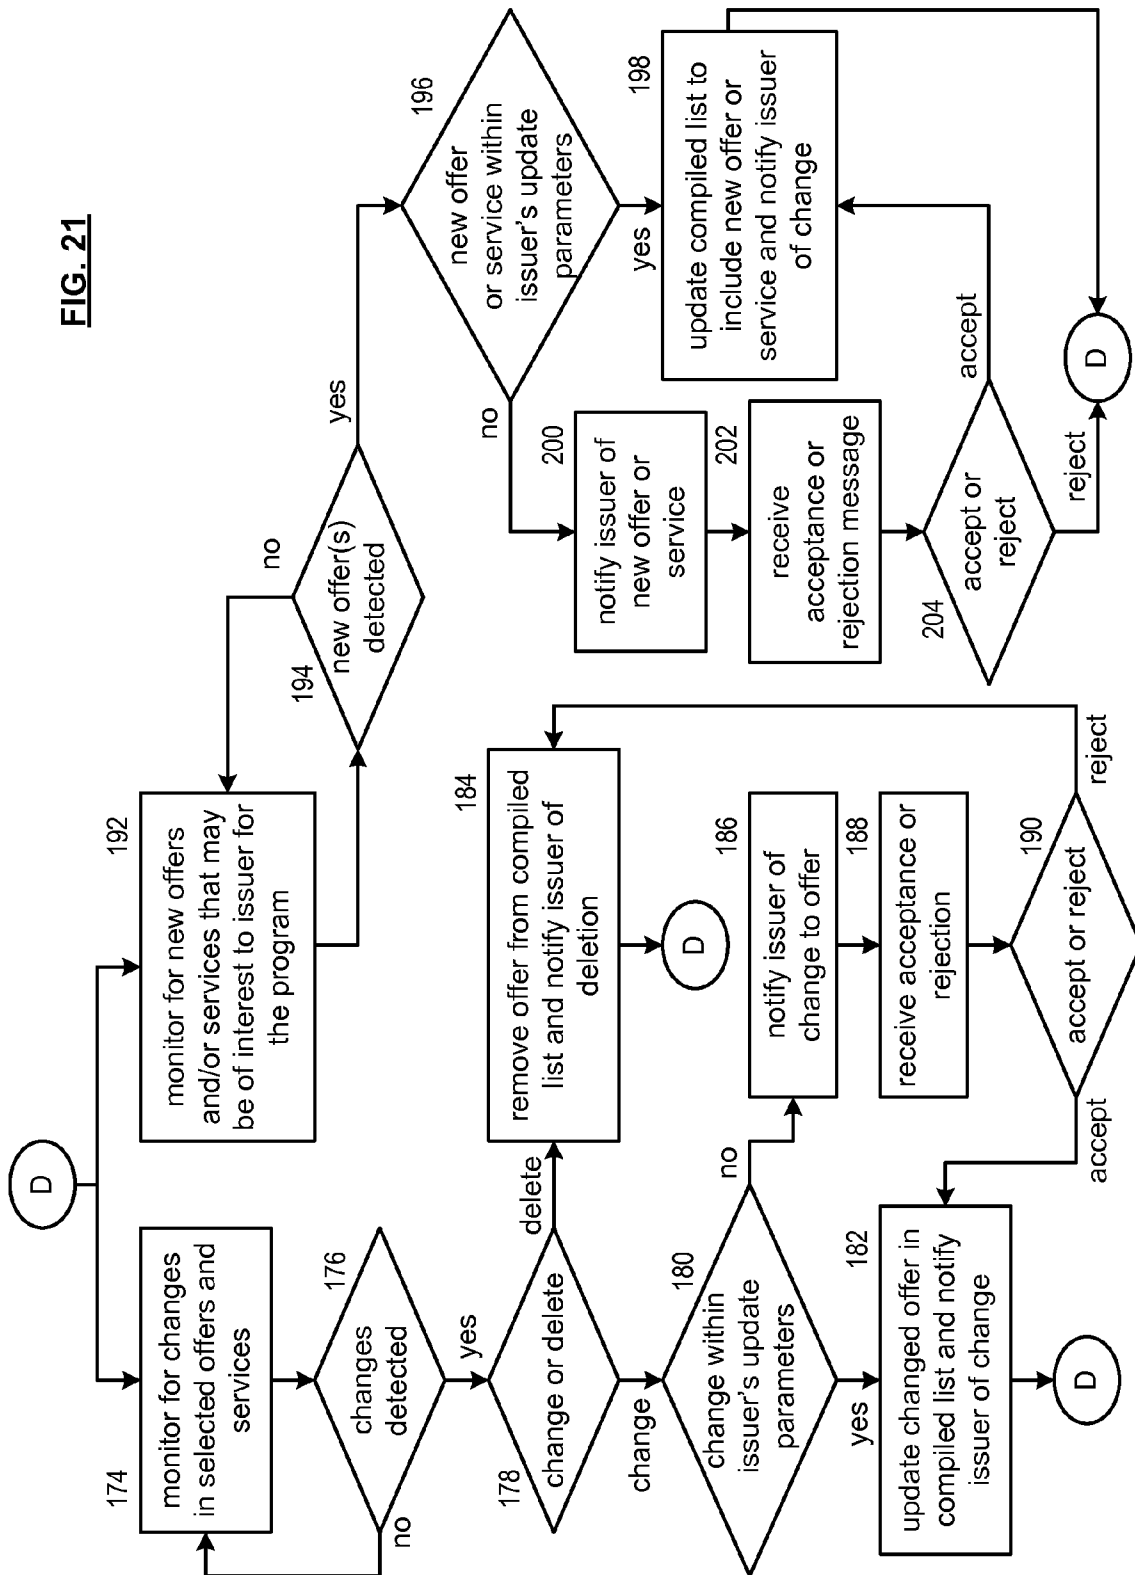 FIG. 21
D
174
monitor for changes
in selected offers and
services
176
changes
detected
no
yes
178
change or delete
delete
change
180
change within
issuer's update
parameters
no
yes
182
update changed offer in
compiled list and notify
issuer of change
D
184
remove offer from compiled
list and notify issuer of
deletion
D
186
notify issuer of
change to offer
188
receive acceptance or
rejection
190
accept or reject
accept
reject
192
monitor for new offers
and/or services that may
be of interest to issuer for
the program
194
new offer(s)
detected
no
yes
196
new offer
or service within
issuer's update
parameters
no
yes
198
update compiled list to
include new offer or
service and notify issuer
of change
200
notify issuer of
new offer or
service
202
receive
acceptance or
rejection message
204
accept or
reject
accept
reject
D